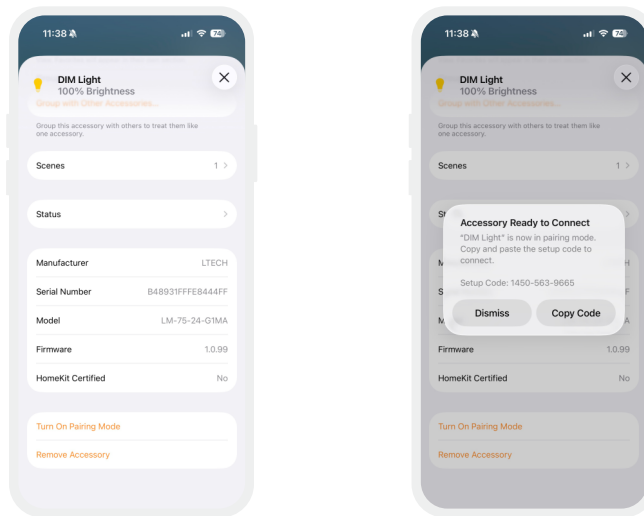 11:38
74
DIM Light
100% Brightness
Group with Other Accessories...
Group this accessory with others to treat them like
one accessory.
Scenes 1
Status
Manufacturer LTECH
Serial Number B48931FFFE8444FF
Model LM-75-24-G1MA
Firmware 1.0.99
HomeKit Certified No
Turn On Pairing Mode
Remove Accessory
11:38
74
DIM Light
100% Brightness
Group with Other Accessories...
Group this accessory with others to treat them like
one accessory.
Scenes 1
St
Accessory Ready to Connect
"DIM Light" is now in pairing mode.
Copy and paste the setup code to
connect.
Setup Code: 1450-563-9665
Dismiss Copy Code
M H
S F
M A
Firmware 1.0.99
HomeKit Certified No
Turn On Pairing Mode
Remove Accessory